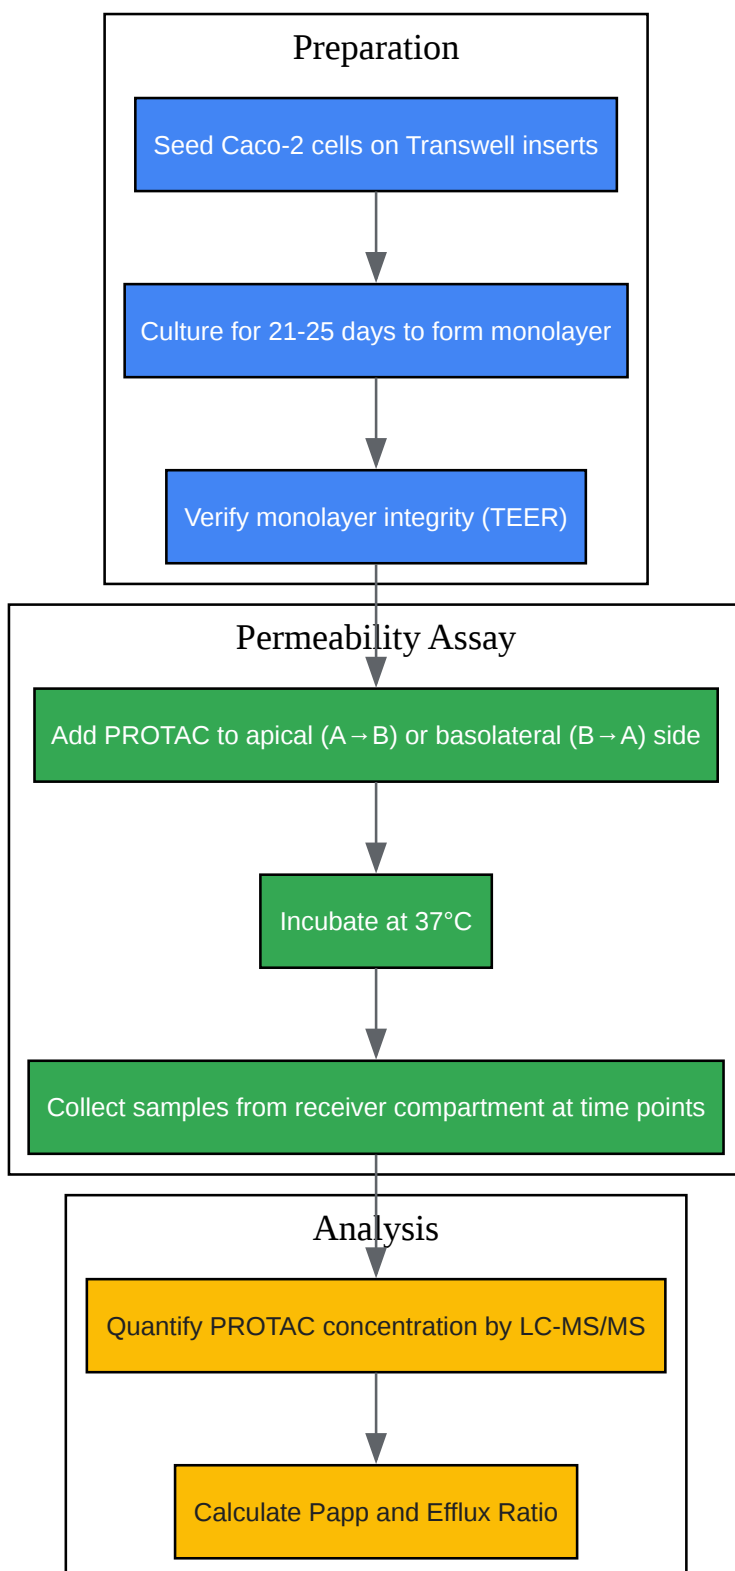 Preparation
Seed Caco-2 cells on Transwell inserts
Culture for 21-25 days to form monolayer
Verify monolayer integrity (TEER)
Permeability Assay
Add PROTAC to apical (A→B) or basolateral (B→A) side
Incubate at 37°C
Collect samples from receiver compartment at time points
Analysis
Quantify PROTAC concentration by LC-MS/MS
Calculate Papp and Efflux Ratio